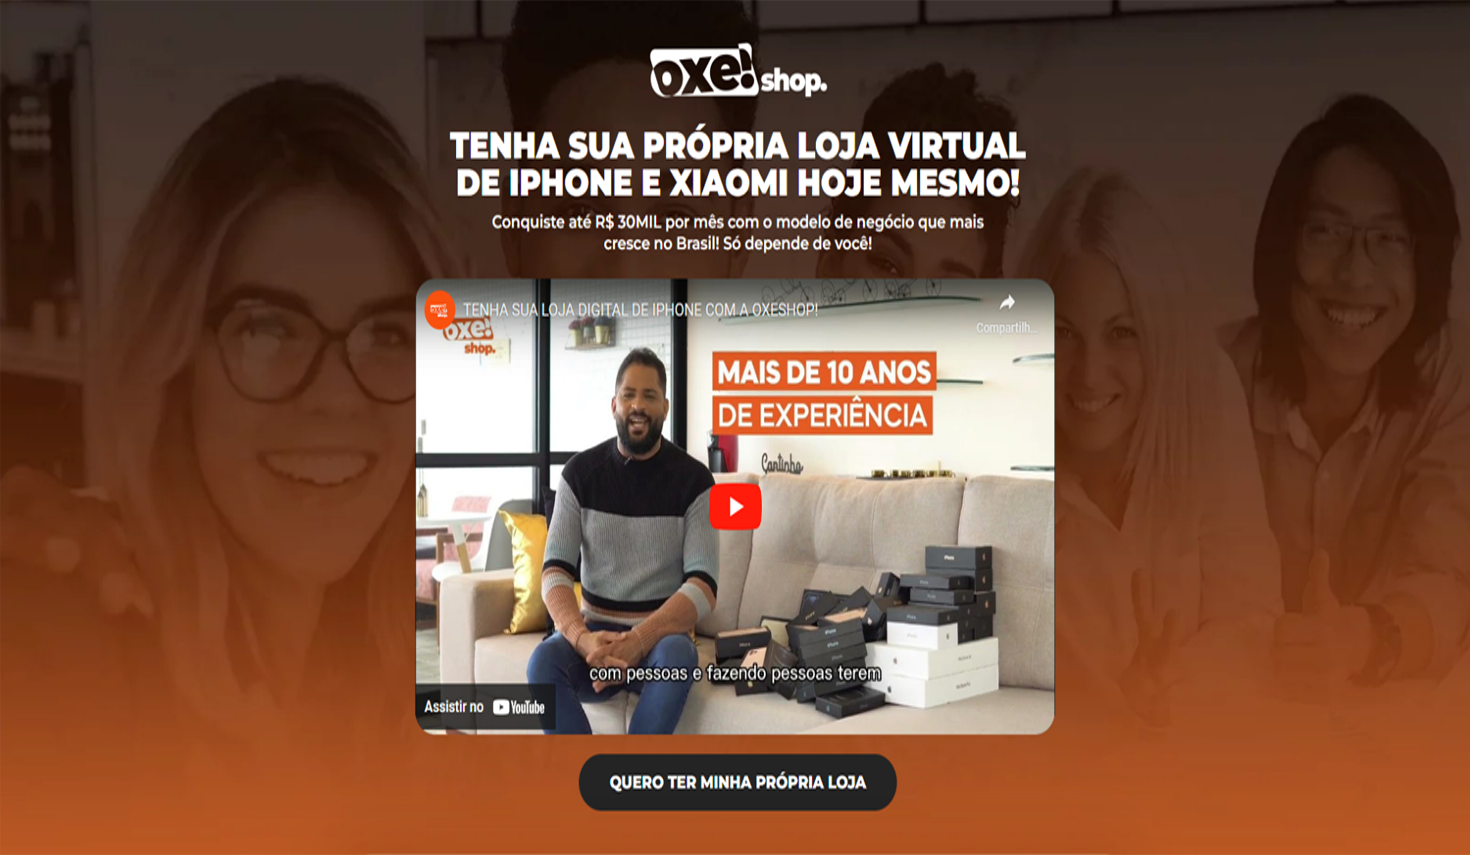 oxe! shop.
TENHA SUA PRÓPRIA LOJA VIRTUAL
DE IPHONE E XIAOMI HOJE MESMO!
Conquiste até R$ 30MIL por mês com o modelo de negócio que mais
cresce no Brasil! Só depende de você!
TENHA SUA LOJA DIGITAL DE IPHONE COM A OXESHOP!
Compartilh...
oxe!
shop.
MAIS DE 10 ANOS
DE EXPERIÊNCIA
Cantinho
com pessoas e fazendo pessoas terem
Assistir no YouTube
QUERO TER MINHA PRÓPRIA LOJA